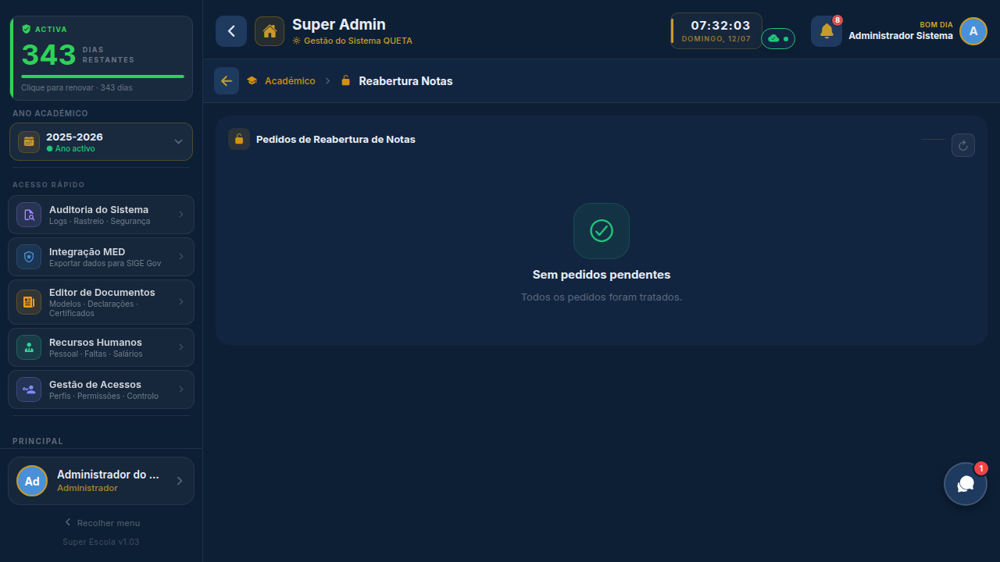 ACTIVA
343 DIAS RESTANTES
Clique para renovar · 343 dias
ANO ACADÉMICO
2025-2026
Ano activo
ACESSO RÁPIDO
Auditoria do Sistema
Logs · Rastreio · Segurança
Integração MED
Exportar dados para SIGE Gov
Editor de Documentos
Modelos · Declarações ·
Certificados
Recursos Humanos
Pessoal · Faltas · Salários
Gestão de Acessos
Perfis · Permissões · Controlo
PRINCIPAL
Ad
Administrador do ...
Administrador
Recolher menu
Super Escola v1.03
Super Admin
Gestão do Sistema QUETA
07:32:03
DOMINGO, 12/07
8
BOM DIA
Administrador Sistema
A
Académico
Reabertura Notas
Pedidos de Reabertura de Notas
Sem pedidos pendentes
Todos os pedidos foram tratados.
1